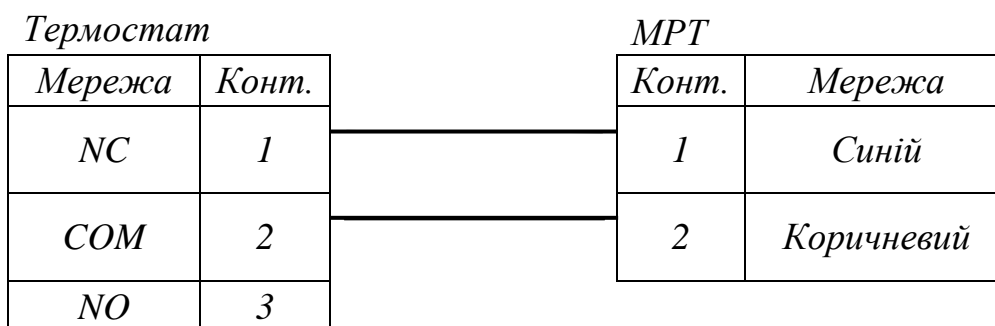 Термостат МРТ
Мережа Конт. Конт. Мережа
NC 1 1 Синій
COM 2 2 Коричневий
NO 3